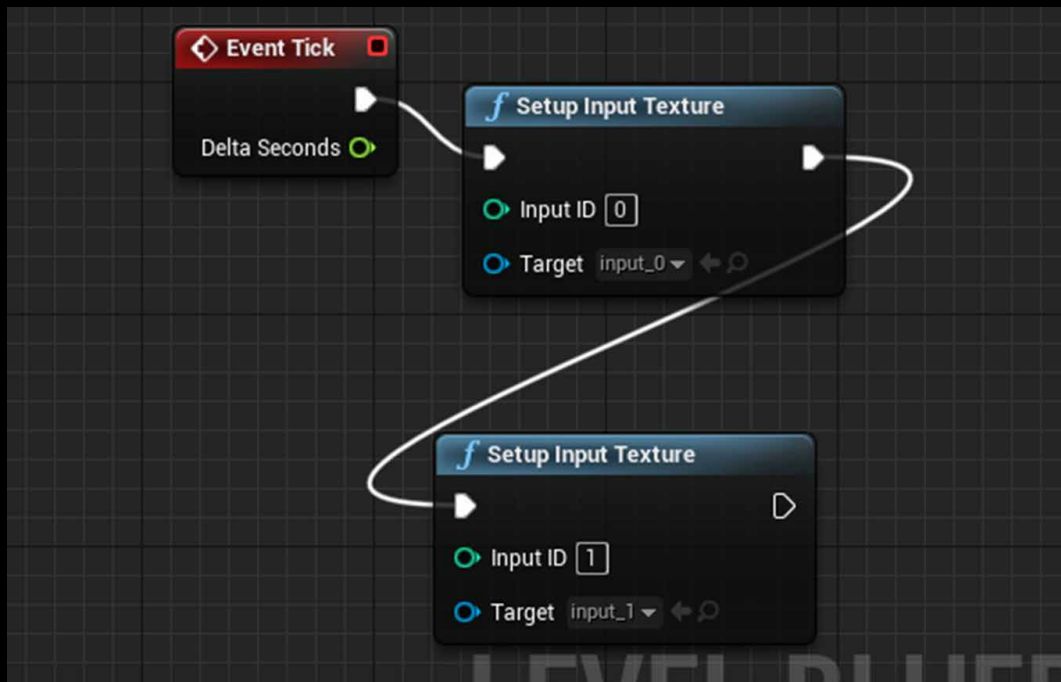 Event Tick
Delta Seconds
Setup Input Texture
Input ID 0
Target input_0
Setup Input Texture
Input ID 1
Target input_1
LEVEL